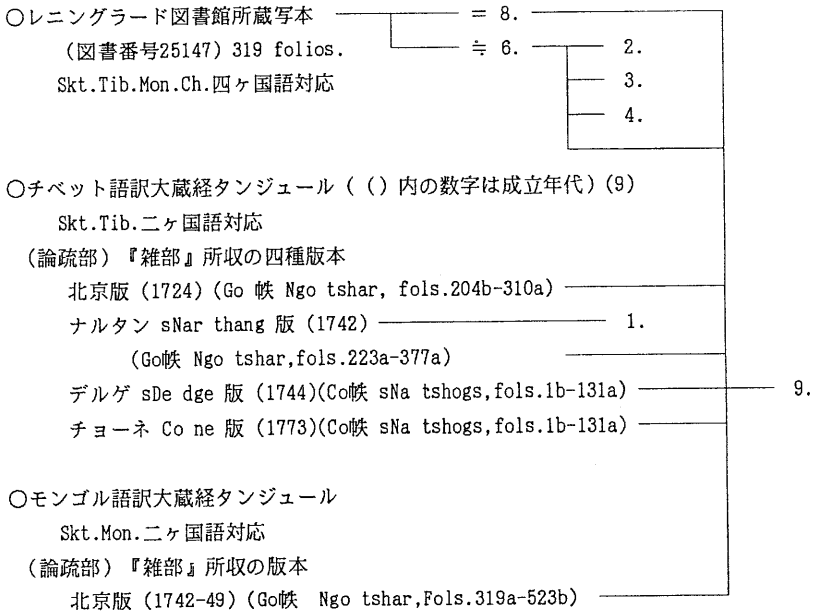 ○レニングラード図書館所蔵写本 ＝ 8.
(図書番号25147) 319 folios. ≒ 6. 2.
Skt.Tib.Mon.Ch.四ヶ国語対応 3.
4.
○チベット語訳大蔵経タンジュール ( () 内の数字は成立年代) (9)
Skt.Tib.二ヶ国語対応
(論疏部) 『雑部』所収の四種版本
北京版 (1724) (Go 帙 Ngo tshar, fols.204b-310a)
ナルタン sNar thang 版 (1742) 1.
(Go帙 Ngo tshar,fols.223a-377a)
デルゲ sDe dge 版 (1744)(Co帙 sNa tshogs,fols.1b-131a) 9.
チョーネ Co ne 版 (1773)(Co帙 sNa tshogs,fols.1b-131a)
○モンゴル語訳大蔵経タンジュール
Skt.Mon.二ヶ国語対応
(論疏部) 『雑部』所収の版本
北京版 (1742-49) (Go帙 Ngo tshar,Fols.319a-523b)